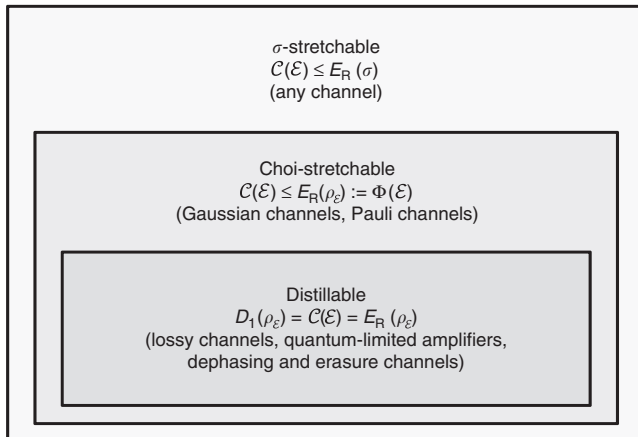 σ-stretchable
𝒞(ℰ) ≤ E_R (σ)
(any channel)
Choi-stretchable
𝒞(ℰ) ≤ E_R(ρ_ℰ) := Φ(ℰ)
(Gaussian channels, Pauli channels)
Distillable
D_1(ρ_ℰ) = 𝒞(ℰ) = E_R (ρ_ℰ)
(lossy channels, quantum-limited amplifiers,
dephasing and erasure channels)